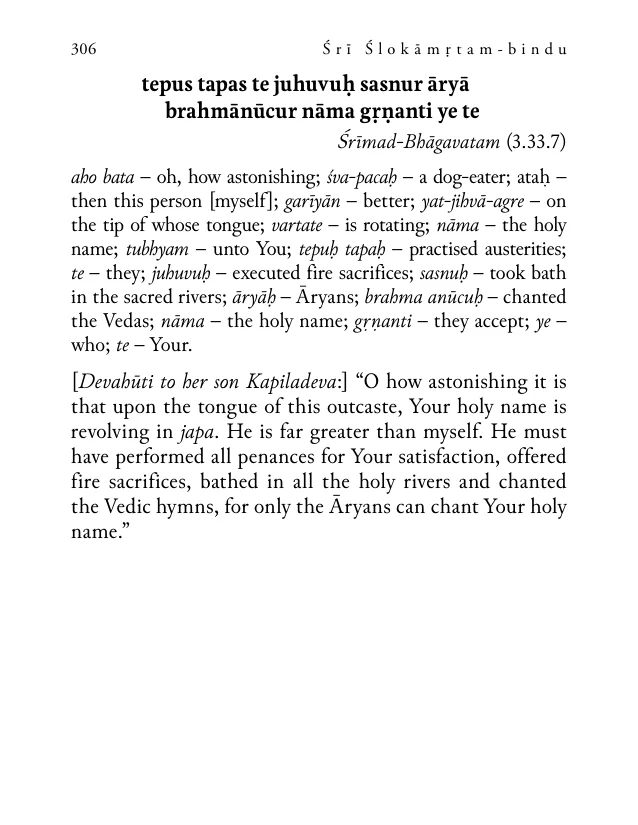 306 Śrī Ślokāmṛtam-bindu
tepus tapas te juhuvuḥ sasnur āryā
brahmānūcur nāma gṛṇanti ye te
Śrīmad-Bhāgavatam (3.33.7)
aho bata – oh, how astonishing; śva-pacaḥ – a dog-eater; ataḥ –
then this person [myself]; garīyān – better; yat-jihvā-agre – on
the tip of whose tongue; vartate – is rotating; nāma – the holy
name; tubhyam – unto You; tepuḥ tapaḥ – practised austerities;
te – they; juhuvuḥ – executed fire sacrifices; sasnuḥ – took bath
in the sacred rivers; āryāḥ – Āryans; brahma anūcuḥ – chanted
the Vedas; nāma – the holy name; gṛṇanti – they accept; ye –
who; te – Your.
[Devahūti to her son Kapiladeva:] “O how astonishing it is
that upon the tongue of this outcaste, Your holy name is
revolving in japa. He is far greater than myself. He must
have performed all penances for Your satisfaction, offered
fire sacrifices, bathed in all the holy rivers and chanted
the Vedic hymns, for only the Āryans can chant Your holy
name.”